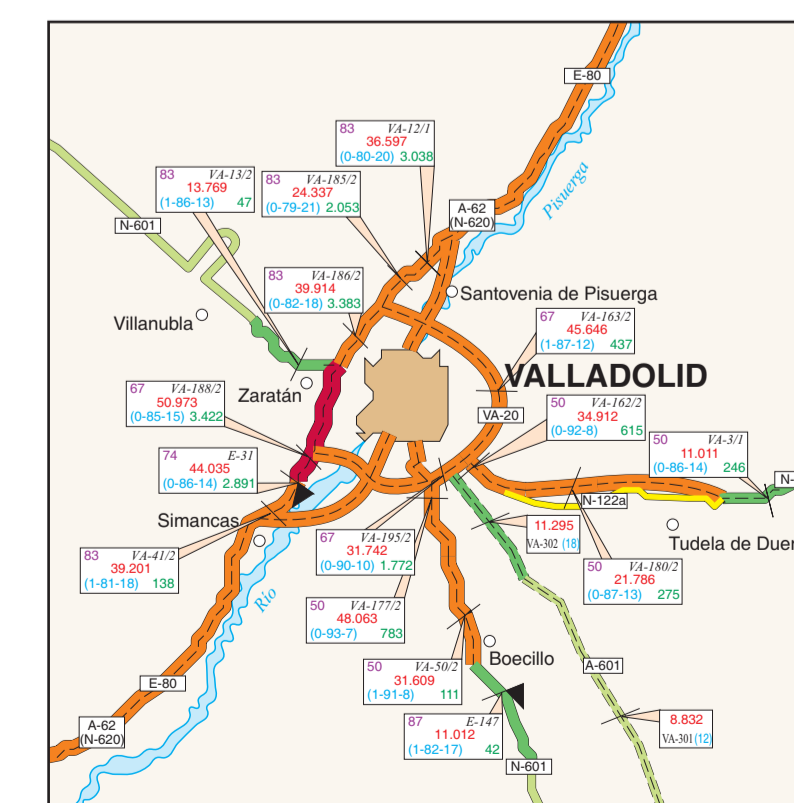 E-80
83 VA-12/1
36.597
(0-80-20) 3.038
83 VA-13/2
13.769
(1-86-13) 47
83 VA-185/2
24.337
(0-79-21) 2.053
Pisuerga
A-62
(N-620)
N-601
83 VA-186/2
39.914
(0-82-18) 3.383
Santovenia de Pisuerga
Villanubla
67 VA-163/2
45.646
(1-87-12) 437
VALLADOLID
Zaratán
67 VA-188/2
50.973
(0-85-15) 3.422
VA-20
50 VA-162/2
34.912
(0-92-8) 615
50 VA-3/1
11.011
(0-86-14) 246
74 E-31
44.035
(0-86-14) 2.891
N-
N-122a
Simancas
11.295
VA-302 (18)
Tudela de Duer
67 VA-195/2
31.742
(0-90-10) 1.772
83 VA-41/2
39.201
(1-81-18) 138
50 VA-180/2
21.786
(0-87-13) 275
Río
50 VA-177/2
48.063
(0-93-7) 783
Boecillo
50 VA-50/2
31.609
(1-91-8) 111
A-601
E-80
87 E-147
11.012
(1-82-17) 42
8.832
VA-301 (12)
A-62
(N-620)
N-601